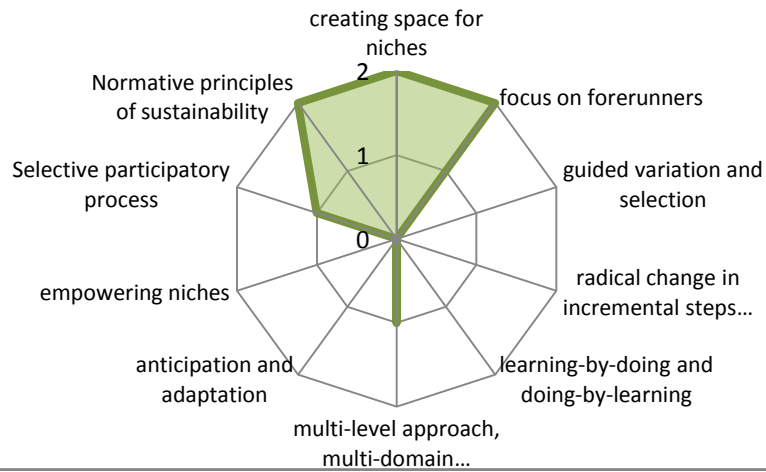 creating space for
niches
2
Normative principles
of sustainability
focus on forerunners
1
Selective participatory
process
guided variation and
selection
0
empowering niches
radical change in
incremental steps…
anticipation and
adaptation
learning-by-doing and
doing-by-learning
multi-level approach,
multi-domain…